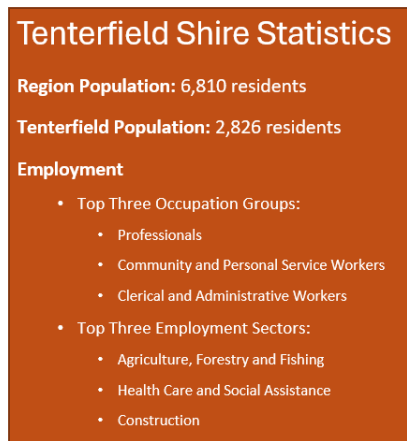 Tenterfield Shire Statistics
Region Population: 6,810 residents
Tenterfield Population: 2,826 residents
Employment
• Top Three Occupation Groups:
• Professionals
• Community and Personal Service Workers
• Clerical and Administrative Workers
• Top Three Employment Sectors:
• Agriculture, Forestry and Fishing
• Health Care and Social Assistance
• Construction